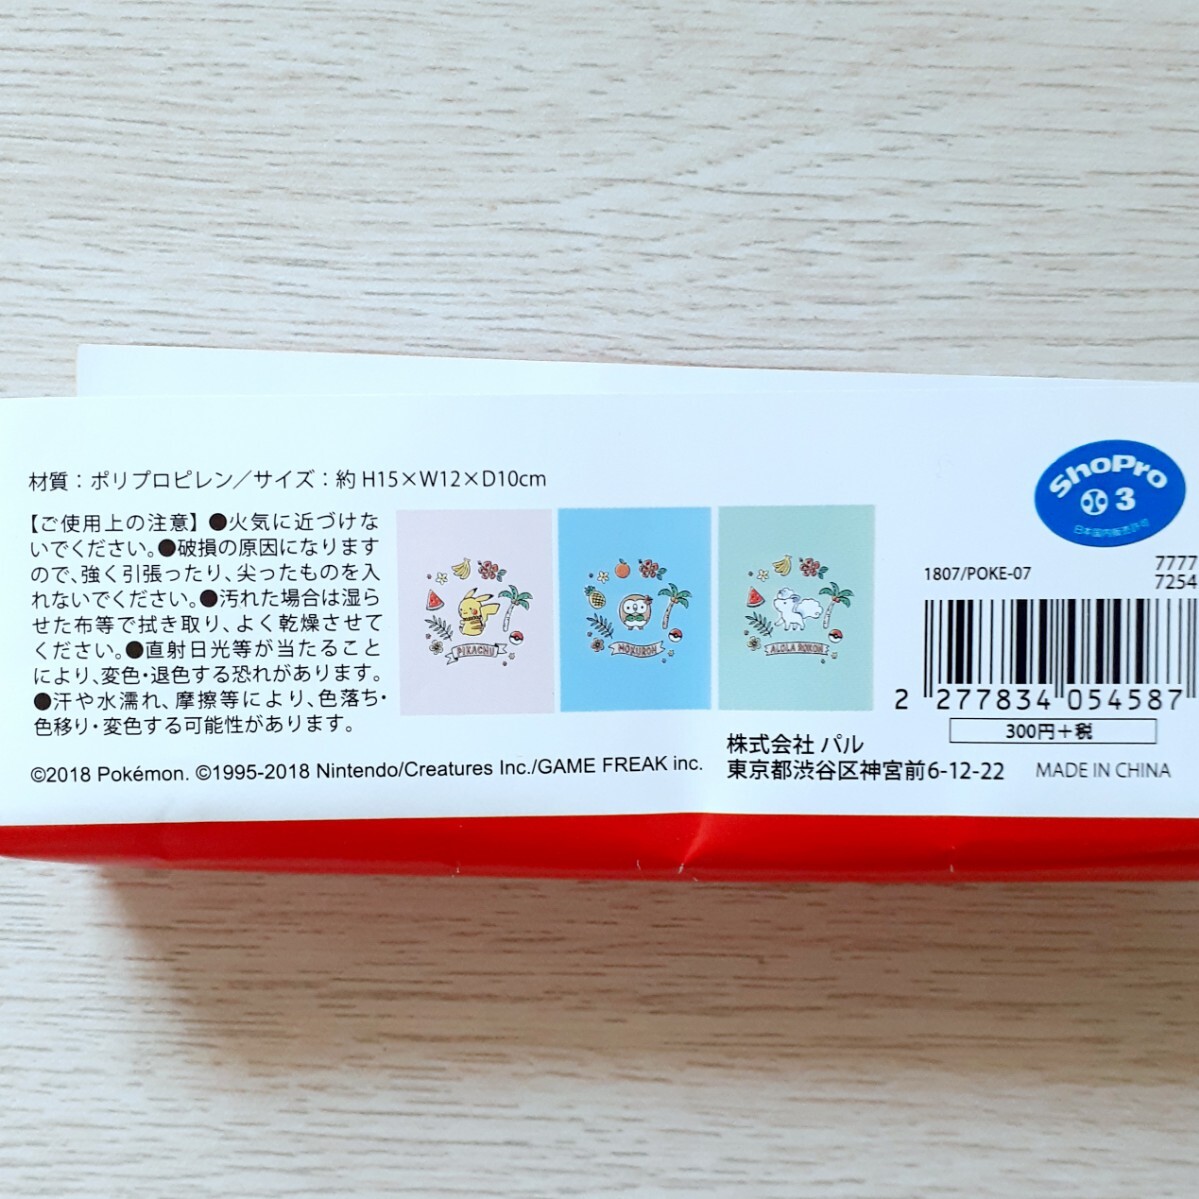 材質：ポリプロピレン／サイズ：約 H15×W12×D10cm
【ご使用上の注意】●火気に近づけな
いでください。●破損の原因になります
ので、強く引張ったり、尖ったものを入
れないでください。●汚れた場合は湿ら
せた布等で拭き取り、よく乾燥させて
ください。●直射日光等が当たること
により、変色・退色する恐れがあります。
●汗や水濡れ、摩擦等により、色落ち・
色移り・変色する可能性があります。
©2018 Pokémon. ©1995-2018 Nintendo/Creatures Inc./GAME FREAK inc.
PIKACHU
MOKUROH
ALOLA ROKON
株式会社 パル
東京都渋谷区神宮前6-12-22
ShoPro
3
日本国内販売許可
1807/POKE-07
7777
7254
2 277834 054587
300円+税
MADE IN CHINA